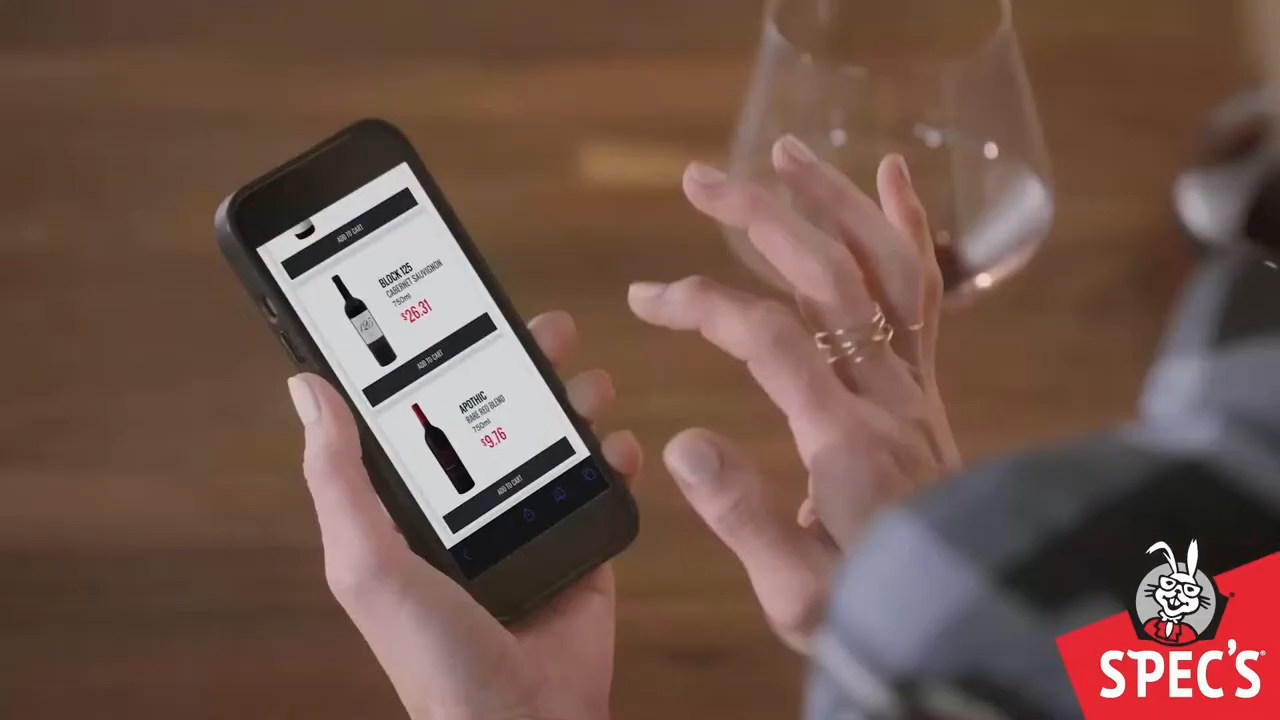 ADD TO CART
BLOCK 125
CABERNET SAUVIGNON
750ml
$26.31
ADD TO CART
APOTHIC
RARE RED BLEND
750ml
$9.76
ADD TO CART
SPEC'S